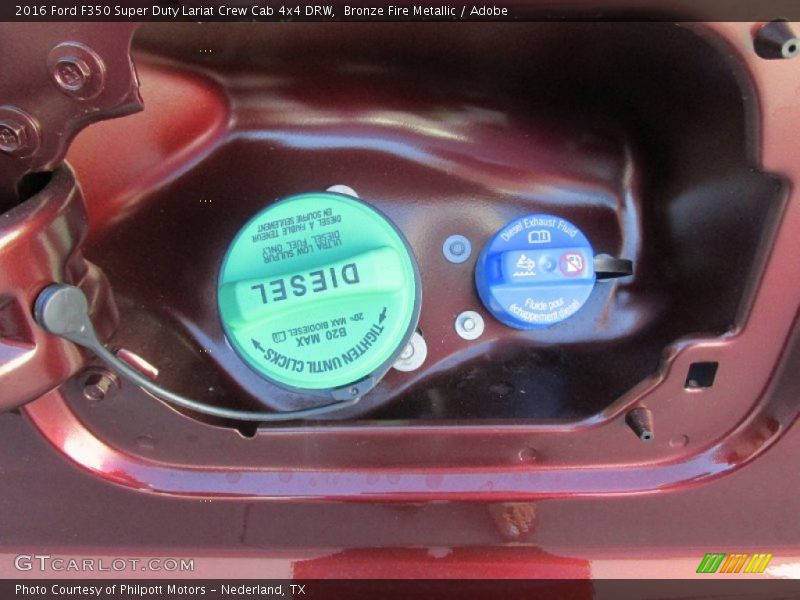 2016 Ford F350 Super Duty Lariat Crew Cab 4x4 DRW, Bronze Fire Metallic / Adobe
DIESEL
ULTRA LOW SULFUR
DIESEL FUEL ONLY
DIESEL A FAIBLE TENEUR
EN SOUFRE SEULEMENT
B20 MAX
20% MAX BIODIESEL
TIGHTEN UNTIL CLICKS
Diesel Exhaust Fluid
Fluide pour
échappement diesel
GTCARLOT.COM
Photo Courtesy of Philpott Motors - Nederland, TX